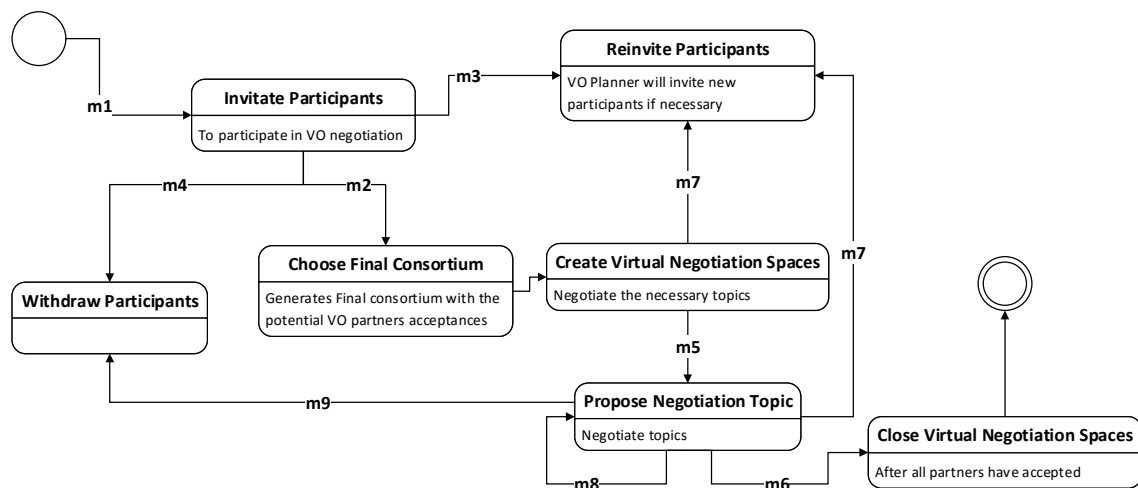 Reinvite Participants
VO Planner will invite new
participants if necessary
m3
Invitate Participants
m1
To participate in VO negotiation
m4
m2
m7
m7
Choose Final Consortium
Create Virtual Negotiation Spaces
Withdraw Participants
Generates Final consortium with the
potential VO partners acceptances
Negotiate the necessary topics
m5
m9
Propose Negotiation Topic
Negotiate topics
Close Virtual Negotiation Spaces
After all partners have accepted
m8
m6